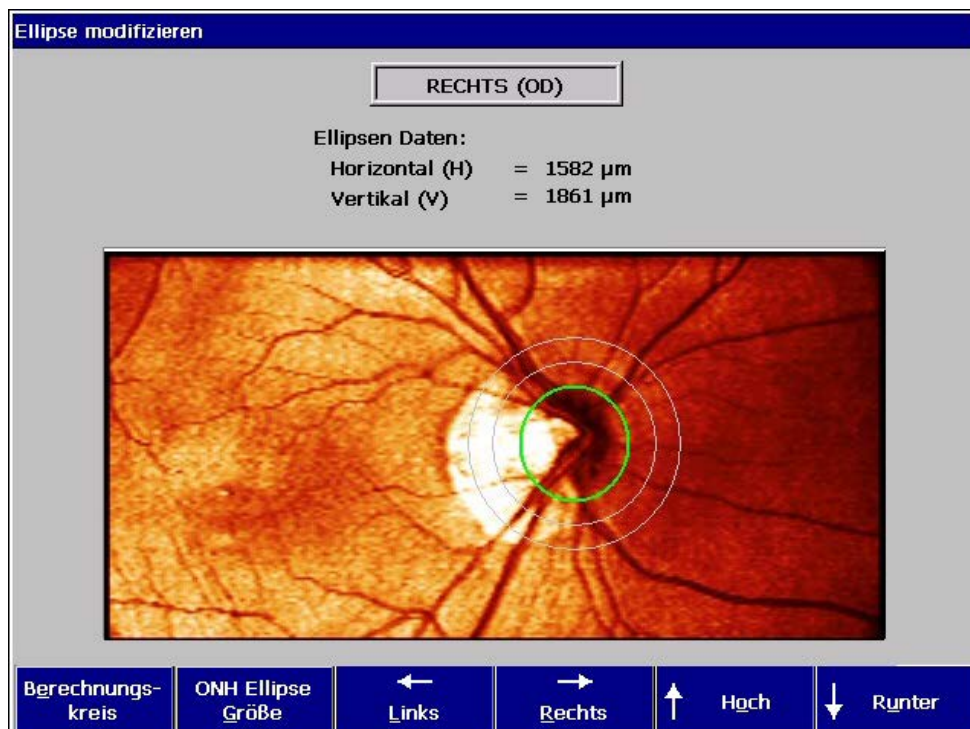 Ellipse modifizieren
RECHTS (OD)
Ellipsen Daten:
Horizontal (H) = 1582 µm
Vertikal (V) = 1861 µm
Berechnungs-
kreis
ONH Ellipse
Größe
←
Links
→
Rechts
↑ Hoch
↓ Runter